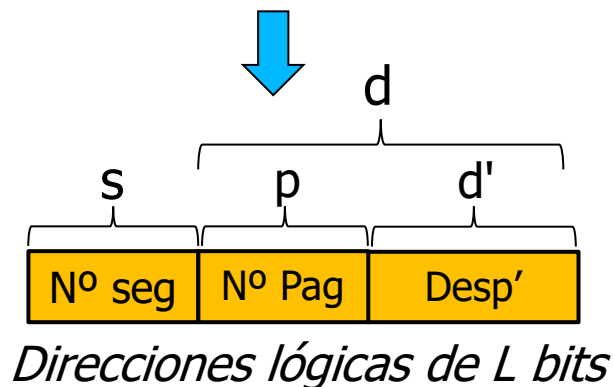 d
s p d'
Nº seg Nº Pag Desp’
Direcciones lógicas de L bits